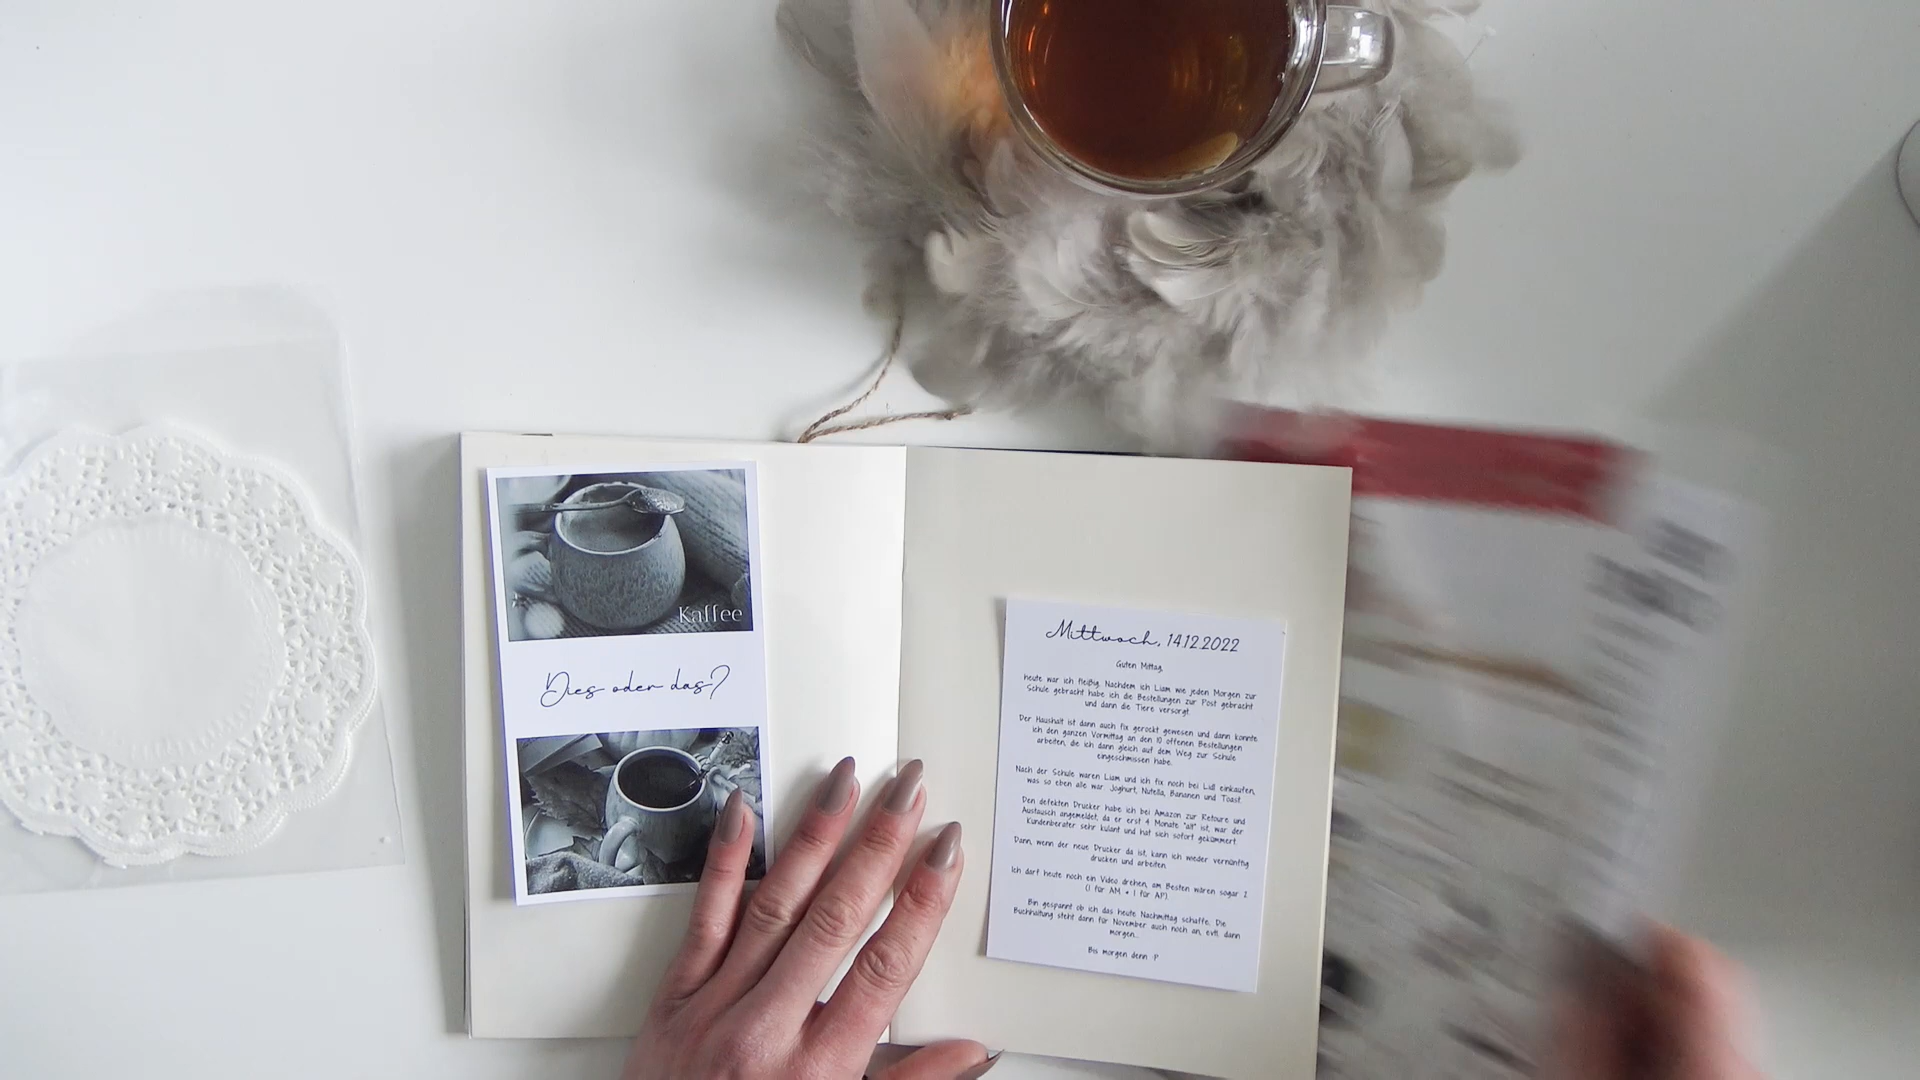 Kaffee
Dies oder das?
Mittwoch, 14.12.2022
Guten Mittag,
heute war ich fleißig. Nachdem ich Liam wie jeden Morgen zur
Schule gebracht habe ich die Bestellungen zur Post gebracht
und dann die Tiere versorgt.
Der Haushalt ist dann auch fix gerockt gewesen und dann konnte
ich den ganzen Vormittag an den 10 offenen Bestellungen
arbeiten, die ich dann gleich auf dem Weg zur Schule
eingeschmissen habe.
Nach der Schule waren Liam und ich fix noch bei Lidl einkaufen,
was so eben alle war. Joghurt, Nutella, Bananen und Toast.
Den defekten Drucker habe ich bei Amazon zur Retoure und
Austausch angemeldet, da er erst 4 Monate "alt" ist, war der
Kundenberater sehr kulant und hat sich sofort gekümmert
Dann, wenn der neue Drucker da ist, kann ich wieder vernünftig
drucken und arbeiten.
Ich darf heute noch ein Video drehen, am Besten wären sogar 2.
(1 für AM + 1 für AF).
Bin gespannt ob ich das heute Nachmittag schaffe. Die
Buchhaltung steht dann für November auch noch an, evtl. dann
morgen...
Bis morgen denn :P